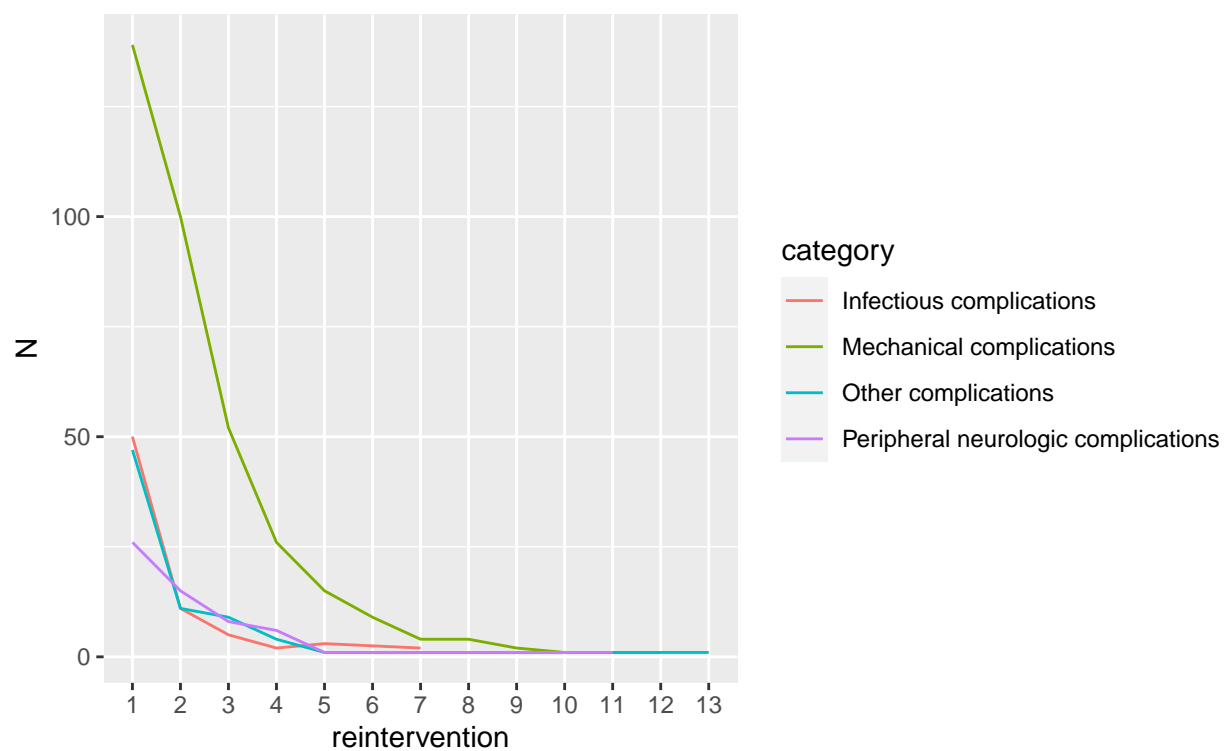 N
100
50
0
1 2 3 4 5 6 7 8 9 10 11 12 13
reintervention
category
Infectious complications
Mechanical complications
Other complications
Peripheral neurologic complications